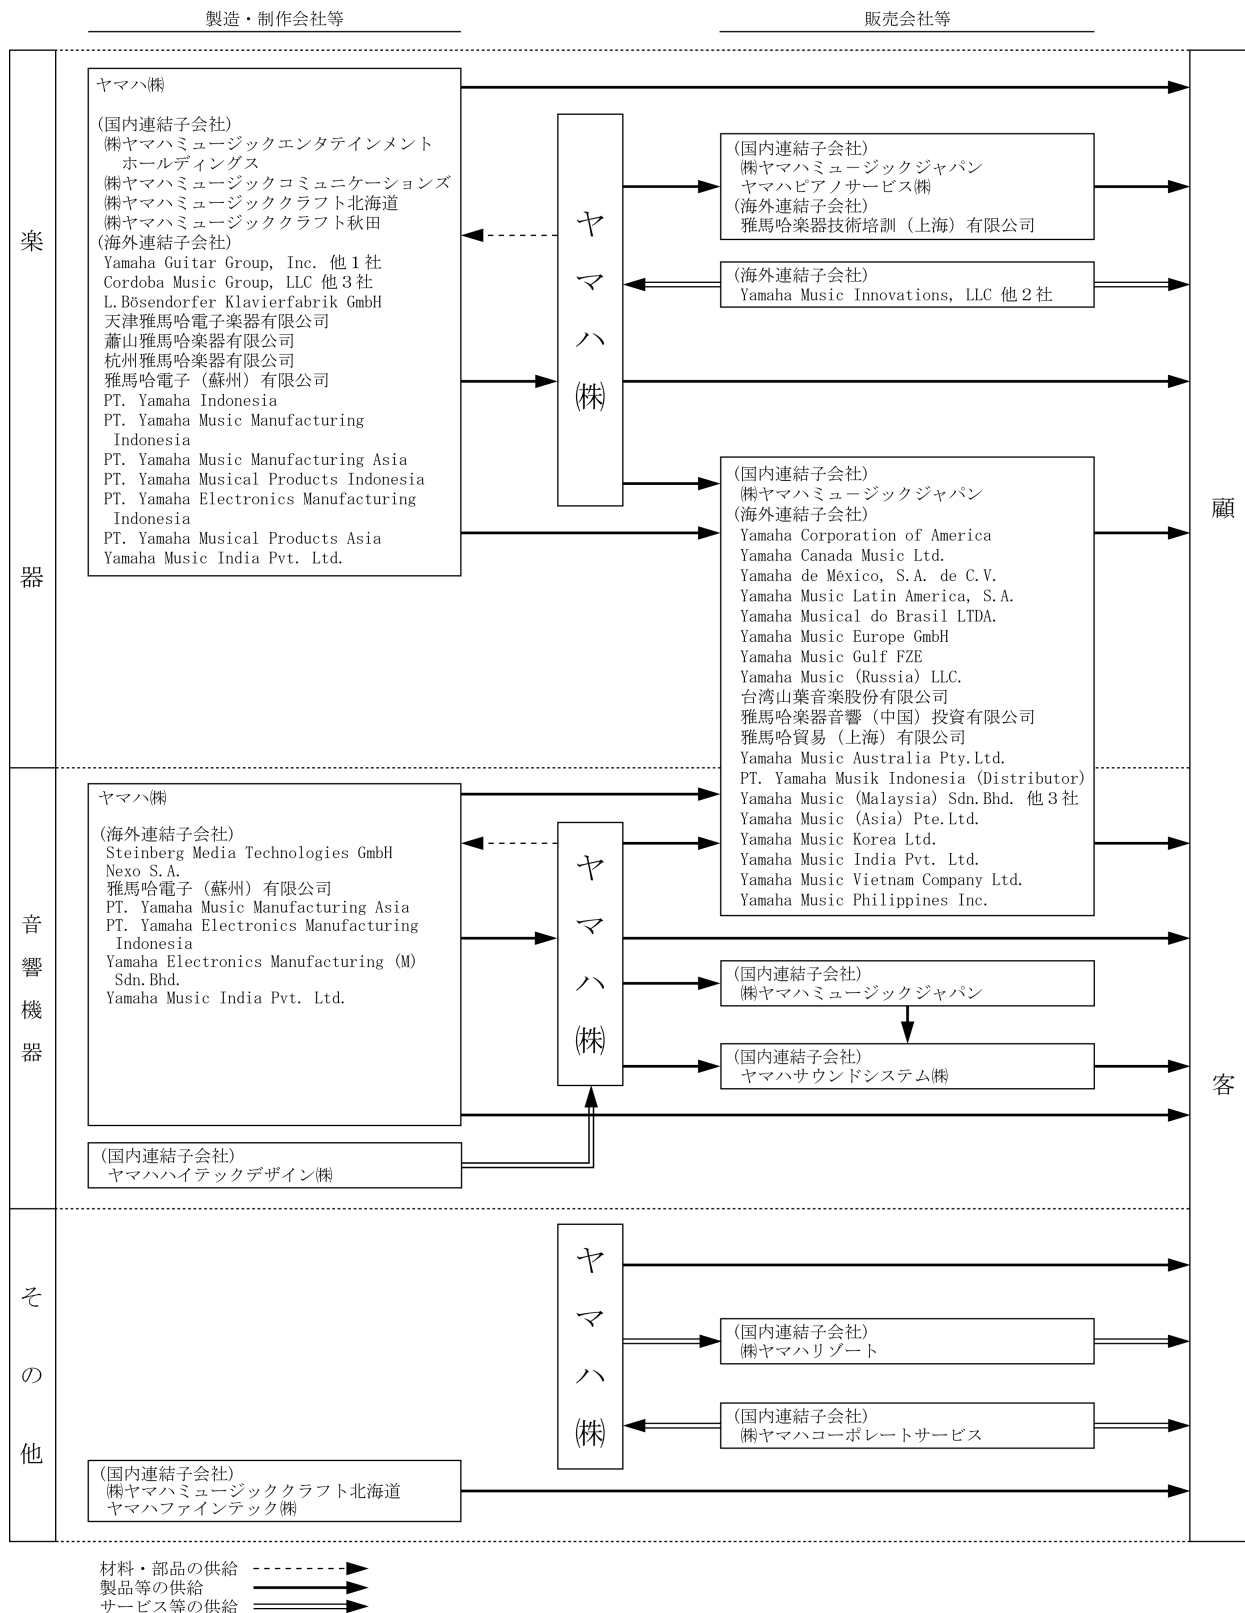 製造・制作会社等
販売会社等
楽器
ヤマハ㈱
(国内連結子会社)
㈱ヤマハミュージックエンタテインメント
ホールディングス
㈱ヤマハミュージックコミュニケーションズ
㈱ヤマハミュージッククラフト北海道
㈱ヤマハミュージッククラフト秋田
(海外連結子会社)
Yamaha Guitar Group, Inc. 他１社
Cordoba Music Group, LLC 他３社
L.Bösendorfer Klavierfabrik GmbH
天津雅馬哈電子楽器有限公司
蕭山雅馬哈楽器有限公司
杭州雅馬哈楽器有限公司
雅馬哈電子（蘇州）有限公司
PT. Yamaha Indonesia
PT. Yamaha Music Manufacturing
Indonesia
PT. Yamaha Music Manufacturing Asia
PT. Yamaha Musical Products Indonesia
PT. Yamaha Electronics Manufacturing
Indonesia
PT. Yamaha Musical Products Asia
Yamaha Music India Pvt. Ltd.
ヤマハ㈱
(国内連結子会社)
㈱ヤマハミュージックジャパン
ヤマハピアノサービス㈱
(海外連結子会社)
雅馬哈楽器技術培訓（上海）有限公司
(海外連結子会社)
Yamaha Music Innovations, LLC 他２社
(国内連結子会社)
㈱ヤマハミュージックジャパン
(海外連結子会社)
Yamaha Corporation of America
Yamaha Canada Music Ltd.
Yamaha de México, S.A. de C.V.
Yamaha Music Latin America, S.A.
Yamaha Musical do Brasil LTDA.
Yamaha Music Europe GmbH
Yamaha Music Gulf FZE
Yamaha Music (Russia) LLC.
台湾山葉音楽股份有限公司
雅馬哈楽器音響（中国）投資有限公司
雅馬哈貿易（上海）有限公司
Yamaha Music Australia Pty.Ltd.
PT. Yamaha Musik Indonesia (Distributor)
Yamaha Music (Malaysia) Sdn.Bhd. 他３社
Yamaha Music (Asia) Pte.Ltd.
Yamaha Music Korea Ltd.
Yamaha Music India Pvt. Ltd.
Yamaha Music Vietnam Company Ltd.
Yamaha Music Philippines Inc.
顧客
音響機器
ヤマハ㈱
(海外連結子会社)
Steinberg Media Technologies GmbH
Nexo S.A.
雅馬哈電子（蘇州）有限公司
PT. Yamaha Music Manufacturing Asia
PT. Yamaha Electronics Manufacturing
Indonesia
Yamaha Electronics Manufacturing (M)
Sdn.Bhd.
Yamaha Music India Pvt. Ltd.
ヤマハ㈱
(国内連結子会社)
㈱ヤマハミュージックジャパン
(国内連結子会社)
ヤマハサウンドシステム㈱
(国内連結子会社)
ヤマハハイテックデザイン㈱
その他
ヤマハ㈱
(国内連結子会社)
㈱ヤマハリゾート
(国内連結子会社)
㈱ヤマハコーポレートサービス
(国内連結子会社)
㈱ヤマハミュージッククラフト北海道
ヤマハファインテック㈱
材料・部品の供給
製品等の供給
サービス等の供給